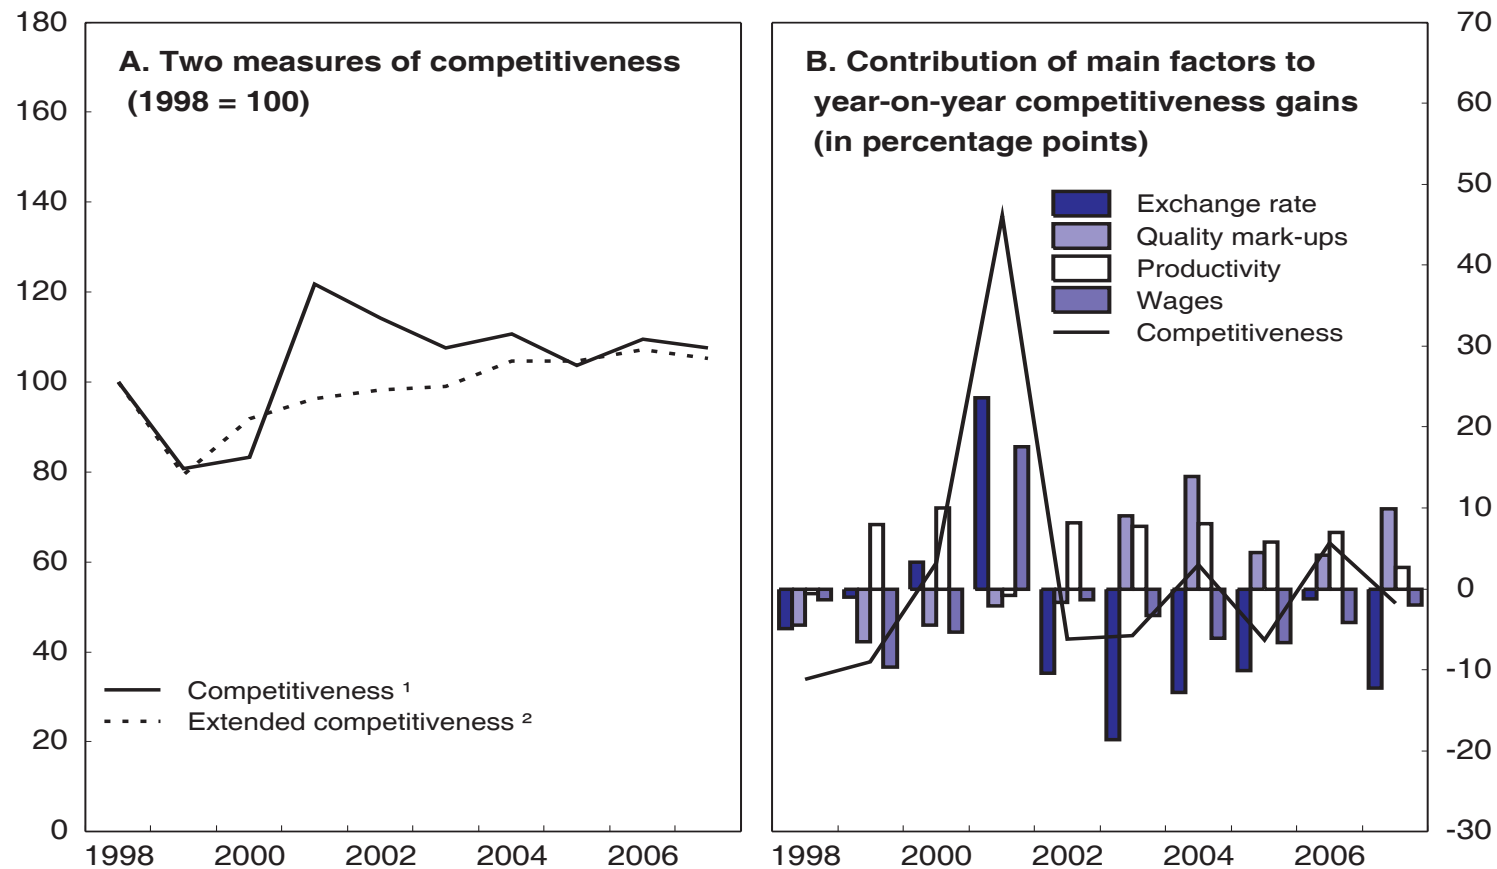 A. Two measures of competitiveness
(1998 = 100)
180
160
140
120
100
80
60
40
20
0
Competitiveness ¹
Extended competitiveness ²
1998
2000
2002
2004
2006
B. Contribution of main factors to
year-on-year competitiveness gains
(in percentage points)
Exchange rate
Quality mark-ups
Productivity
Wages
Competitiveness
70
60
50
40
30
20
10
0
-10
-20
-30
1998
2000
2002
2004
2006